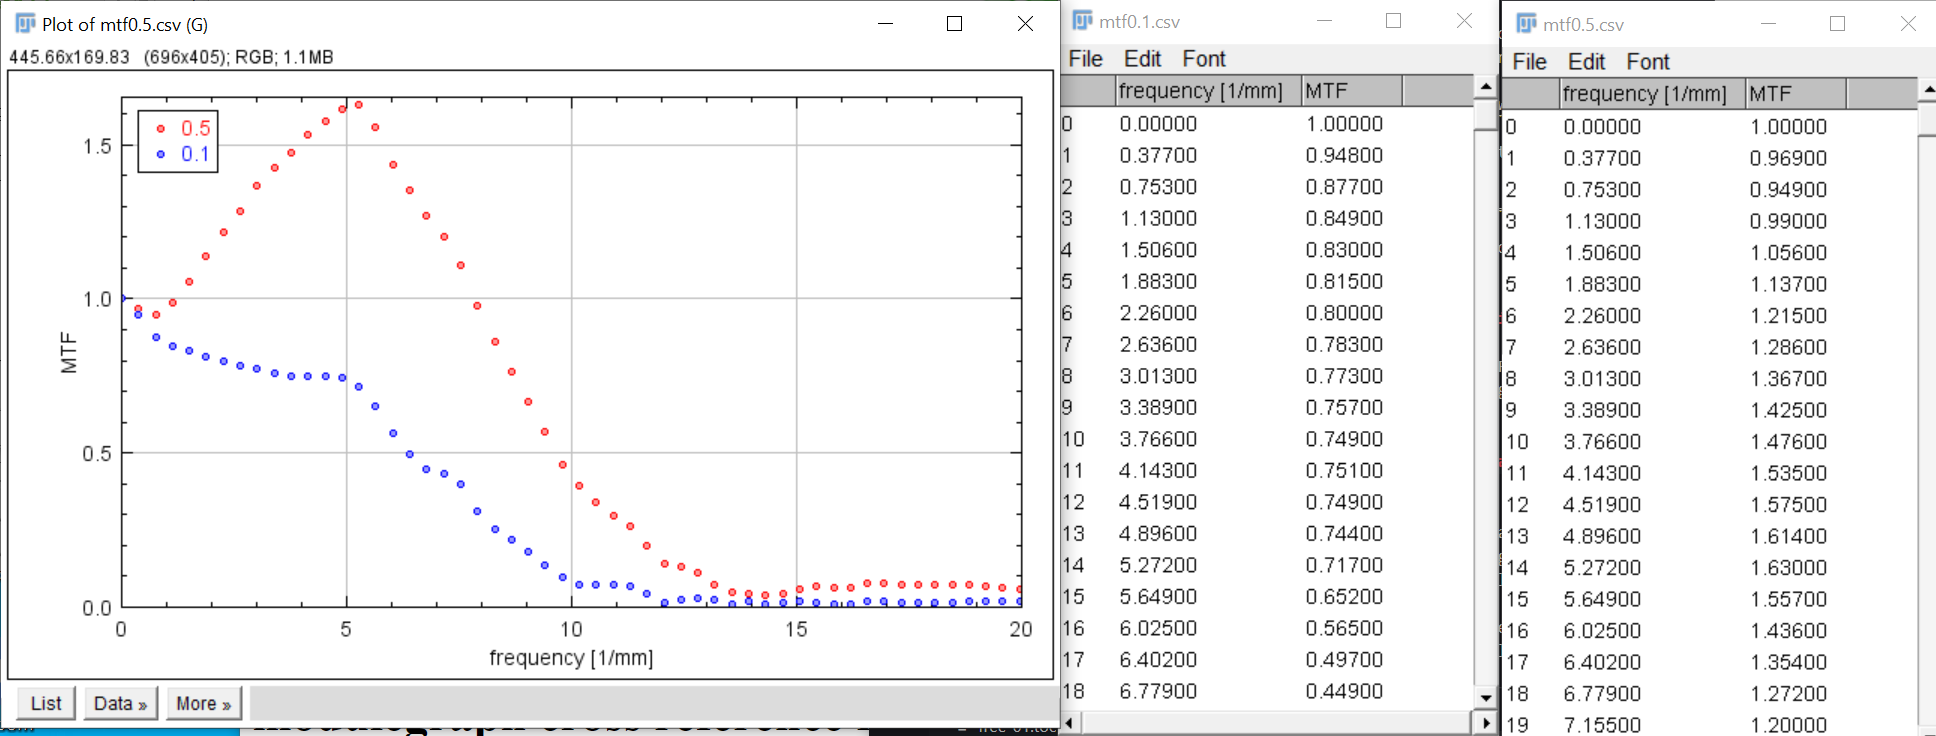 Plot of mtf0.5.csv (G)
445.66x169.83 (696x405); RGB; 1.1MB
0.5
0.1
1.5
1.0
0.5
0.0
MTF
0 5 10 15 20
frequency [1/mm]
List Data » More »
mtf0.1.csv
File Edit Font
frequency [1/mm] MTF
0 0.00000 1.00000
1 0.37700 0.94800
2 0.75300 0.87700
3 1.13000 0.84900
4 1.50600 0.83000
5 1.88300 0.81500
6 2.26000 0.80000
7 2.63600 0.78300
8 3.01300 0.77300
9 3.38900 0.75700
10 3.76600 0.74900
11 4.14300 0.75100
12 4.51900 0.74900
13 4.89600 0.74400
14 5.27200 0.71700
15 5.64900 0.65200
16 6.02500 0.56500
17 6.40200 0.49700
18 6.77900 0.44900
mtf0.5.csv
File Edit Font
frequency [1/mm] MTF
0 0.00000 1.00000
1 0.37700 0.96900
2 0.75300 0.94900
3 1.13000 0.99000
4 1.50600 1.05600
5 1.88300 1.13700
6 2.26000 1.21500
7 2.63600 1.28600
8 3.01300 1.36700
9 3.38900 1.42500
10 3.76600 1.47600
11 4.14300 1.53500
12 4.51900 1.57500
13 4.89600 1.61400
14 5.27200 1.63000
15 5.64900 1.55700
16 6.02500 1.43600
17 6.40200 1.35400
18 6.77900 1.27200
19 7.15500 1.20000